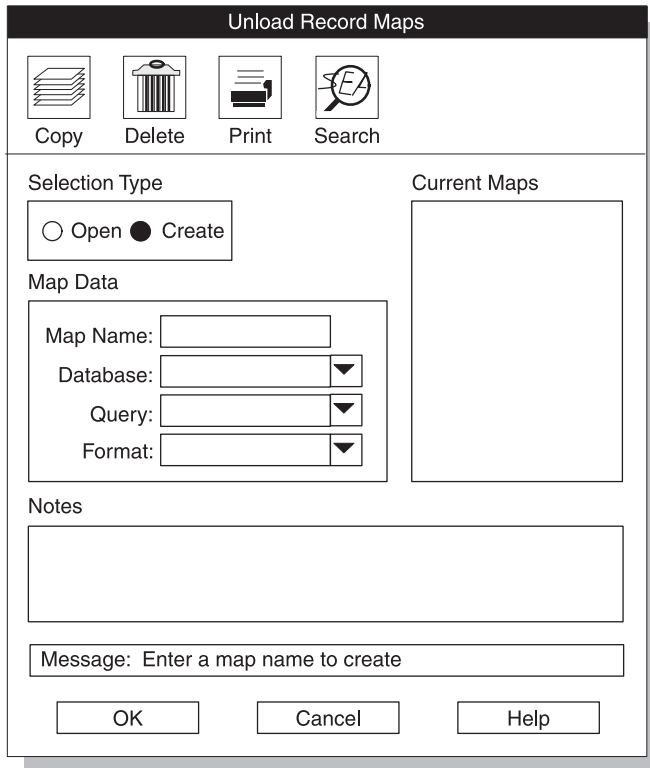 Unload Record Maps
Copy Delete Print Search
Selection Type
Current Maps
Open Create
Map Data
Map Name:
Database:
Query:
Format:
Notes
Message: Enter a map name to create
OK Cancel Help